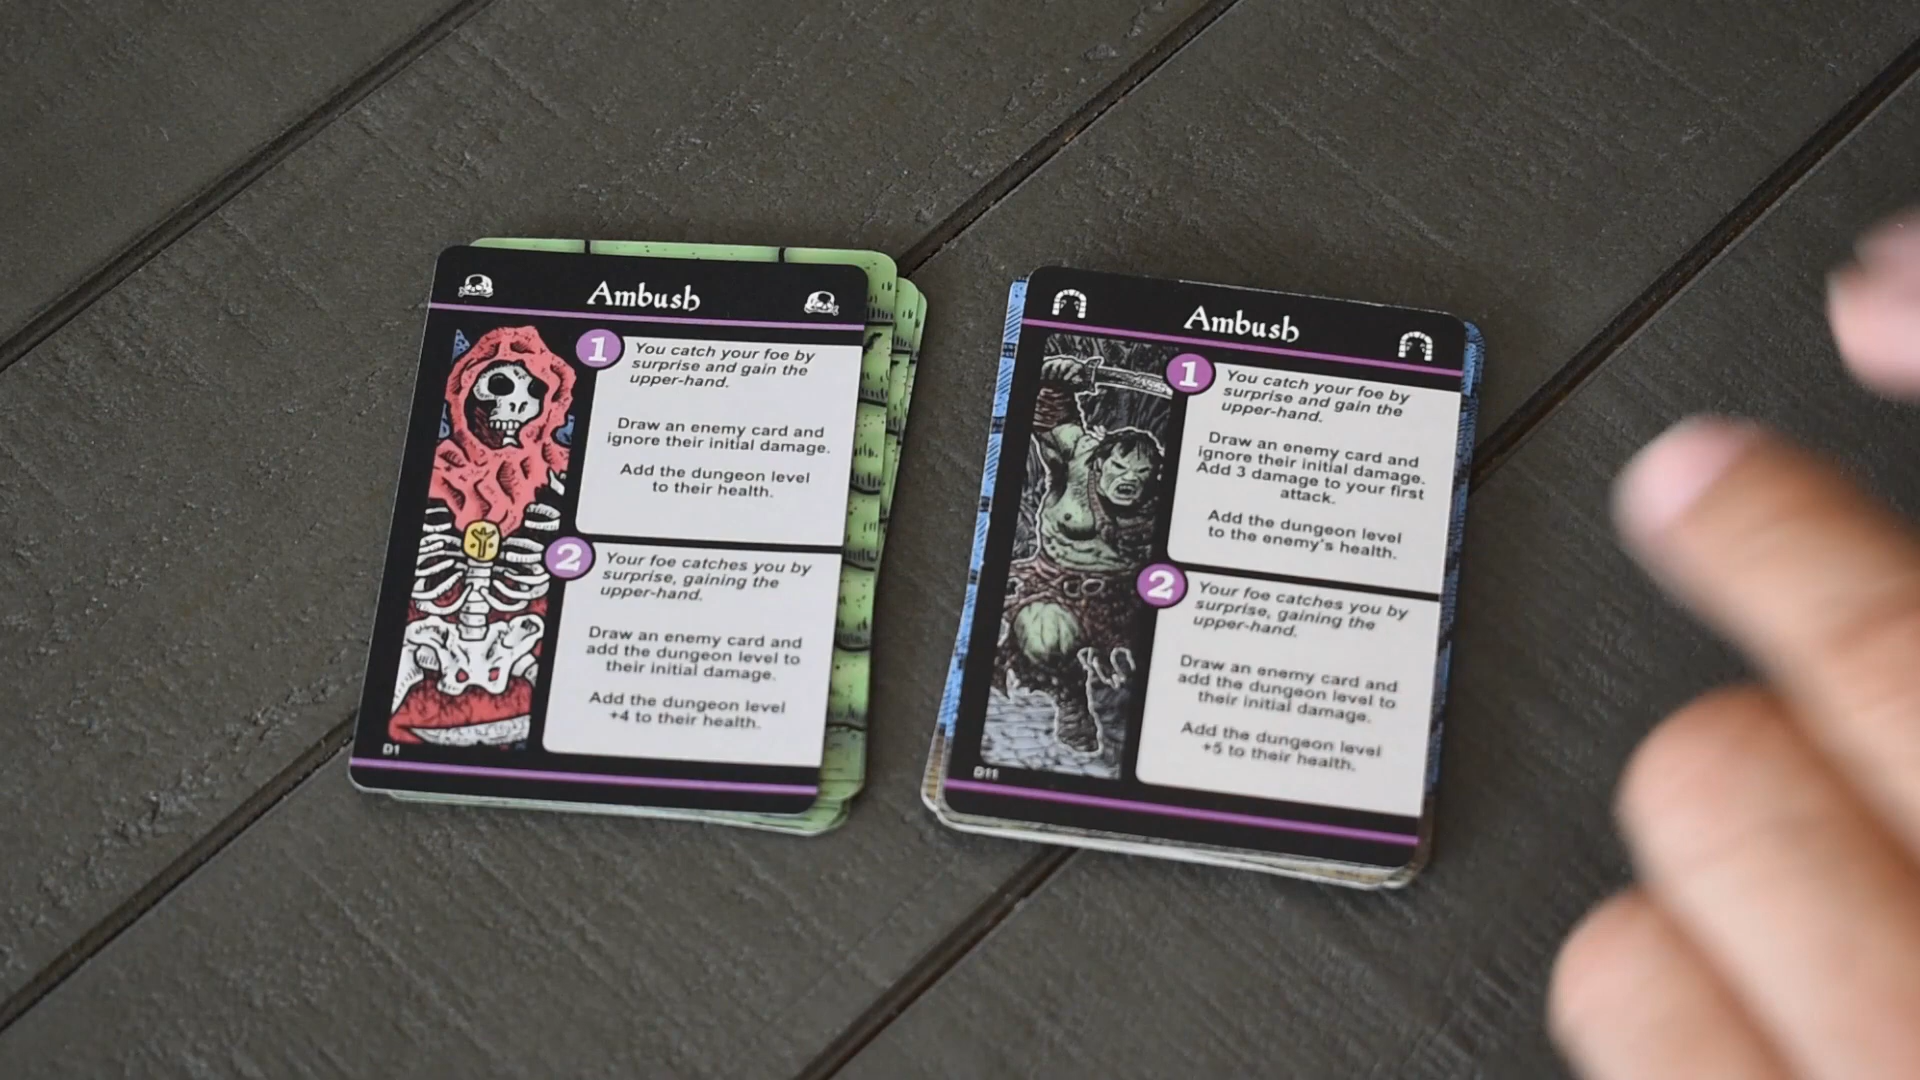 Ambush
1
You catch your foe by
surprise and gain the
upper-hand.
Draw an enemy card and
ignore their initial damage.
Add the dungeon level
to their health.
2
Your foe catches you by
surprise, gaining the
upper-hand.
Draw an enemy card and
add the dungeon level to
their initial damage.
Add the dungeon level
+4 to their health.
D1
Ambush
1
You catch your foe by
surprise and gain the
upper-hand.
Draw an enemy card and
ignore their initial damage.
Add 3 damage to your first
attack.
Add the dungeon level
to the enemy's health.
2
Your foe catches you by
surprise, gaining the
upper-hand.
Draw an enemy card and
add the dungeon level to
their initial damage.
Add the dungeon level
+5 to their health.
D11